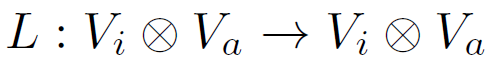 L : V_i ⊗ V_a → V_i ⊗ V_a